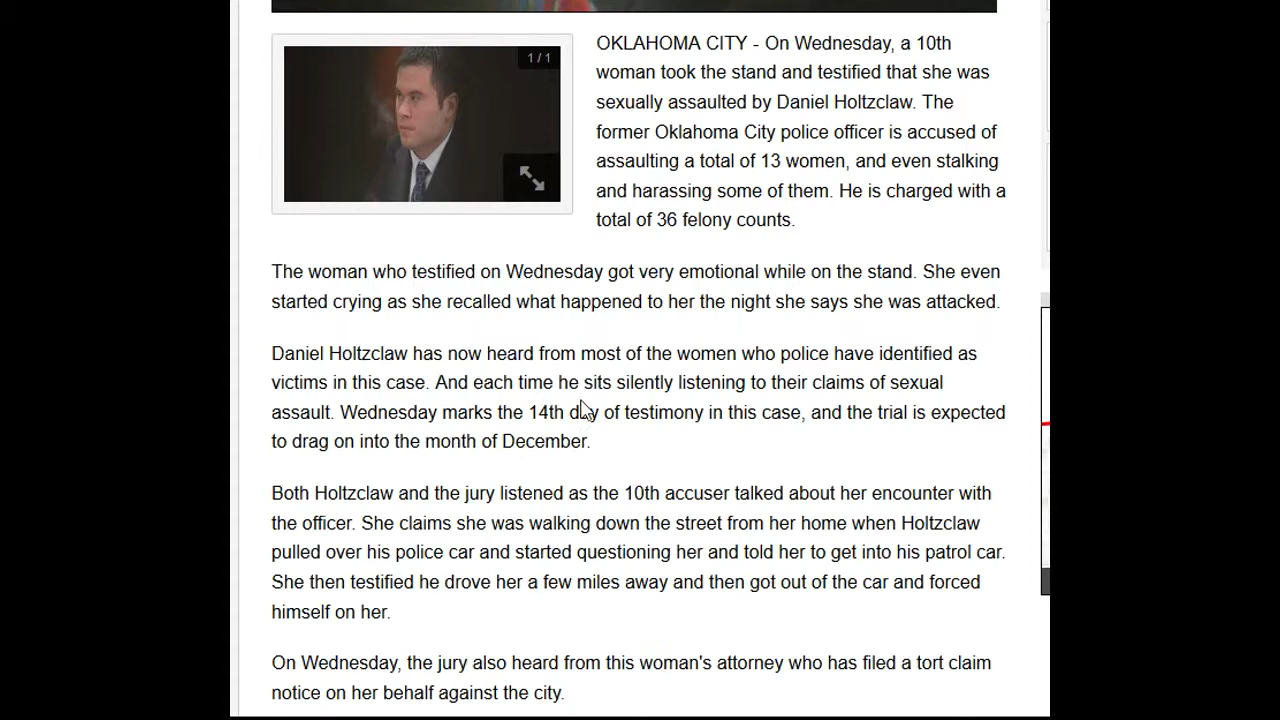 1 / 1
OKLAHOMA CITY - On Wednesday, a 10th
woman took the stand and testified that she was
sexually assaulted by Daniel Holtzclaw. The
former Oklahoma City police officer is accused of
assaulting a total of 13 women, and even stalking
and harassing some of them. He is charged with a
total of 36 felony counts.
The woman who testified on Wednesday got very emotional while on the stand. She even
started crying as she recalled what happened to her the night she says she was attacked.
Daniel Holtzclaw has now heard from most of the women who police have identified as
victims in this case. And each time he sits silently listening to their claims of sexual
assault. Wednesday marks the 14th day of testimony in this case, and the trial is expected
to drag on into the month of December.
Both Holtzclaw and the jury listened as the 10th accuser talked about her encounter with
the officer. She claims she was walking down the street from her home when Holtzclaw
pulled over his police car and started questioning her and told her to get into his patrol car.
She then testified he drove her a few miles away and then got out of the car and forced
himself on her.
On Wednesday, the jury also heard from this woman's attorney who has filed a tort claim
notice on her behalf against the city.